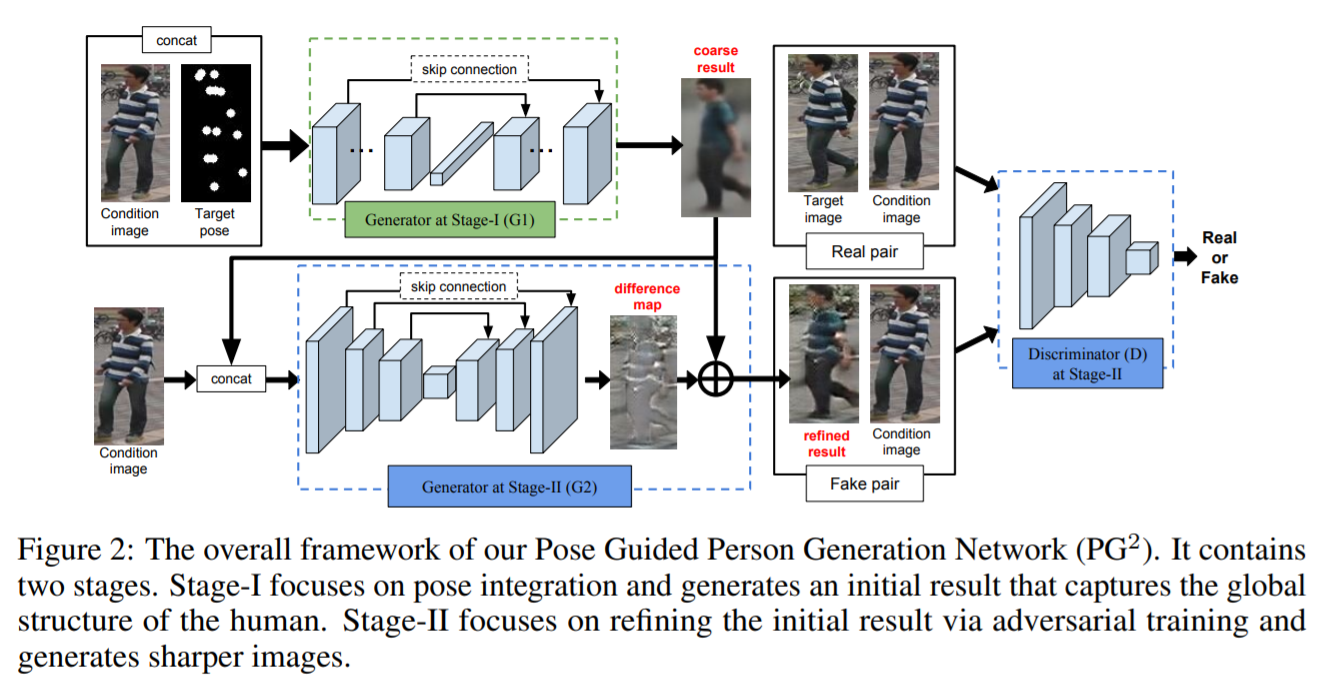 concat
Condition
image
Target
pose
skip connection
Generator at Stage-I (G1)
coarse
result
Target
image
Condition
image
Real pair
Condition
image
concat
skip connection
Generator at Stage-II (G2)
difference
map
refined
result
Condition
image
Fake pair
Discriminator (D)
at Stage-II
Real
or
Fake
Figure 2: The overall framework of our Pose Guided Person Generation Network (PG²). It contains
two stages. Stage-I focuses on pose integration and generates an initial result that captures the global
structure of the human. Stage-II focuses on refining the initial result via adversarial training and
generates sharper images.